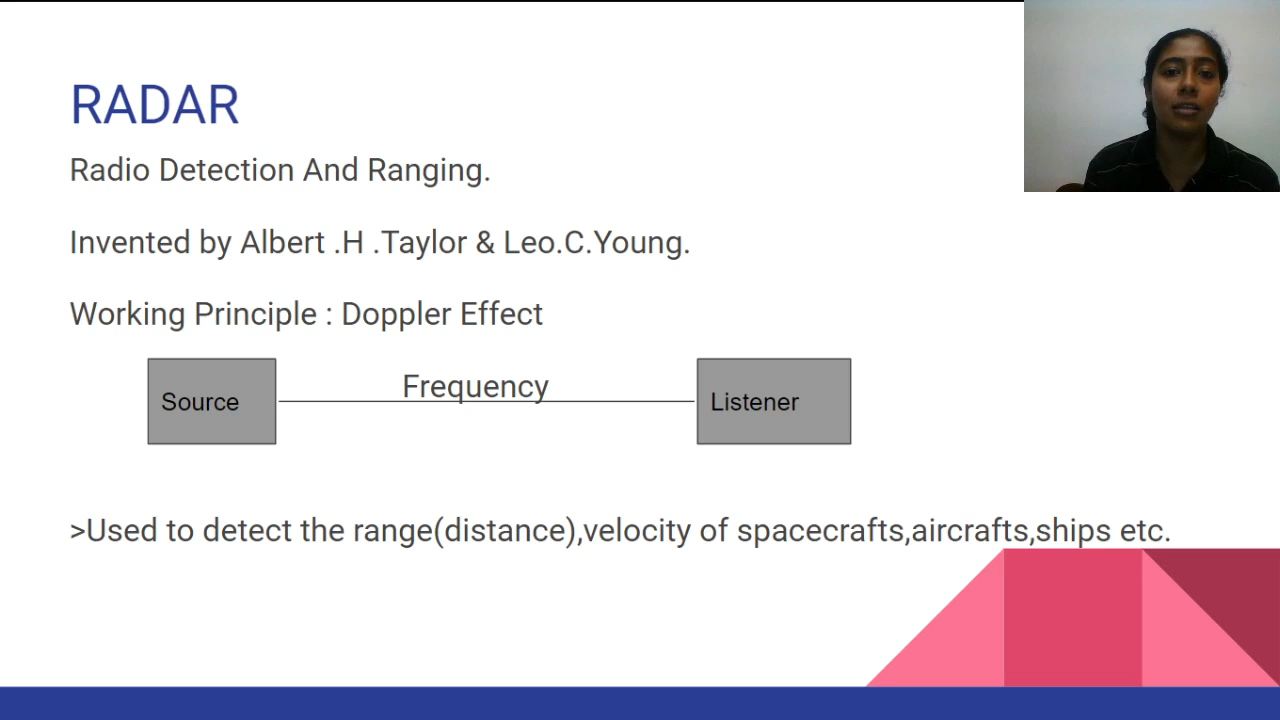 RADAR
Radio Detection And Ranging.
Invented by Albert .H .Taylor & Leo.C.Young.
Working Principle : Doppler Effect
Source
Frequency
Listener
>Used to detect the range(distance),velocity of spacecrafts,aircrafts,ships etc.